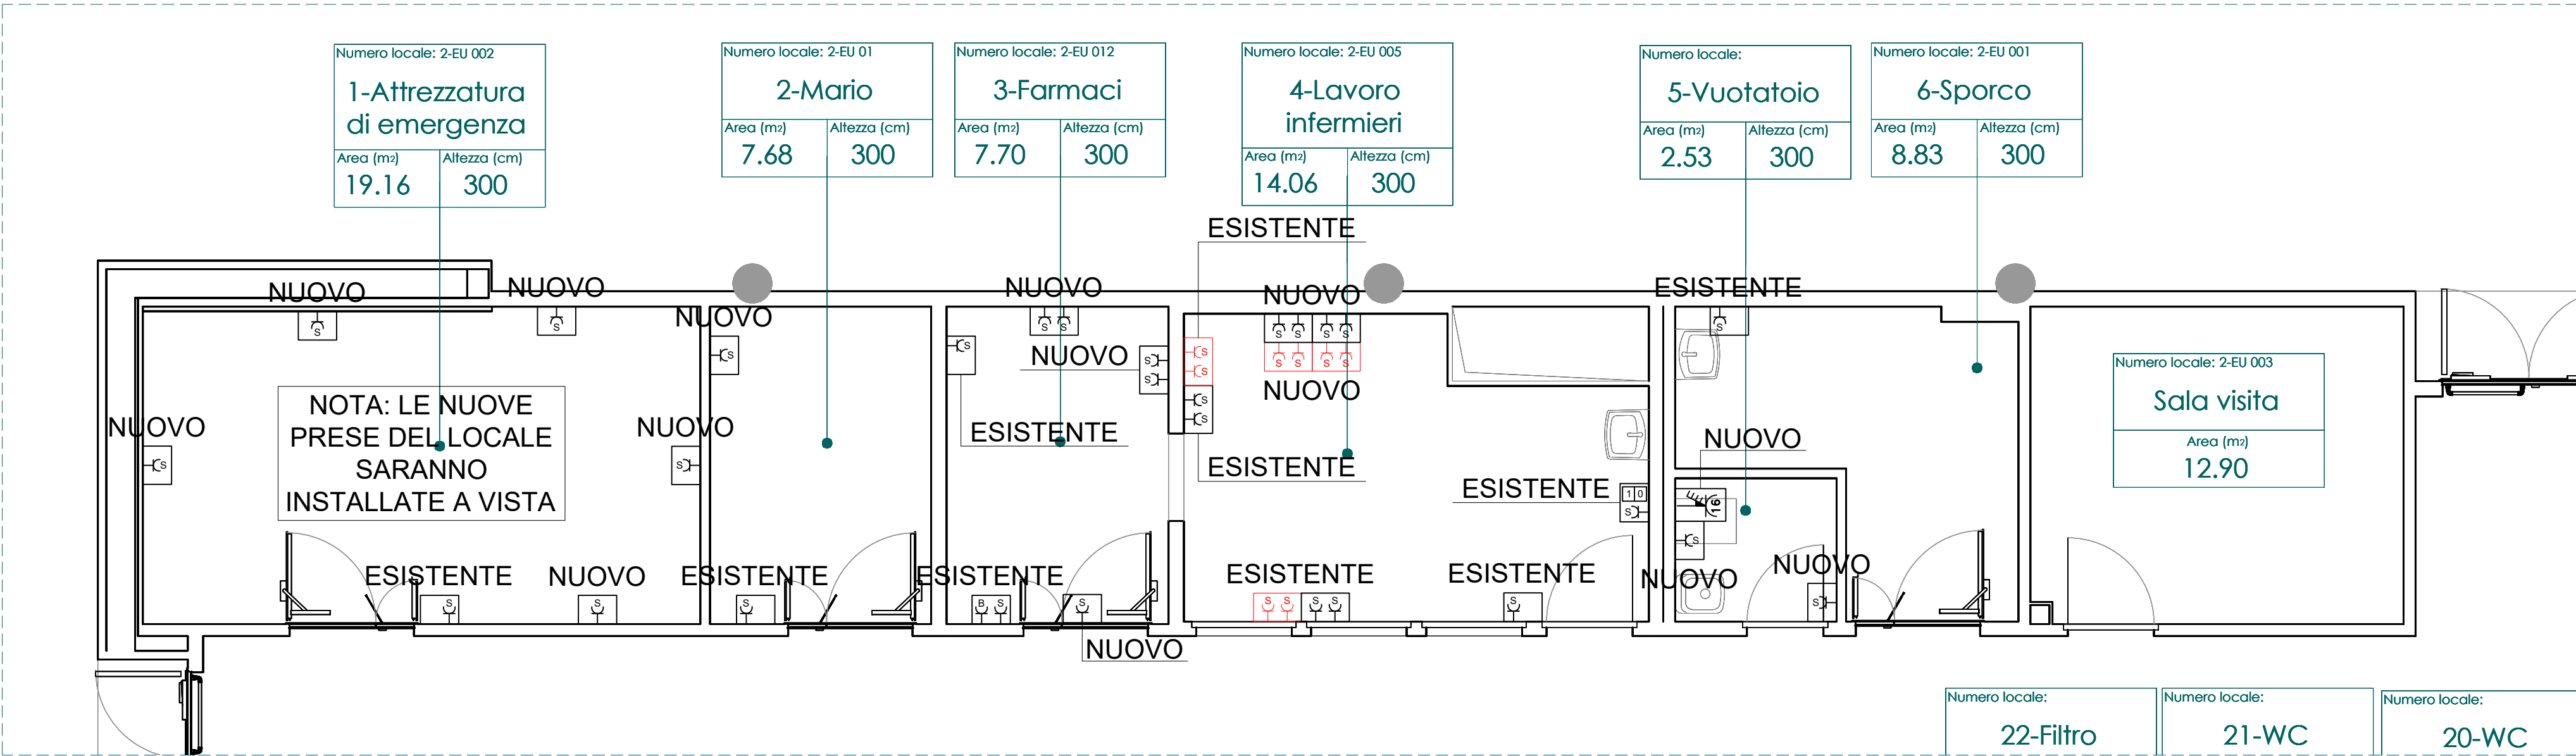 Numero locale: 2-EU 002
1-Attrezzatura
di emergenza
Area (m2)
Altezza (cm)
19.16
300
Numero locale: 2-EU 01
2-Mario
Area (m2)
Altezza (cm)
7.68
300
Numero locale: 2-EU 012
3-Farmaci
Area (m2)
Altezza (cm)
7.70
300
Numero locale: 2-EU 005
4-Lavoro
infermieri
Area (m2)
Altezza (cm)
14.06
300
Numero locale:
5-Vuotatoio
Area (m2)
Altezza (cm)
2.53
300
Numero locale: 2-EU 001
6-Sporco
Area (m2)
Altezza (cm)
8.83
300
ESISTENTE
NUOVO
S
NUOVO
S
NUOVO
S
NUOVO
S S
NUOVO
S S
S S
S S
S S
NUOVO
ESISTENTE
S
NUOVO
S
S
S
S
S
S
S
ESISTENTE
ESISTENTE
NOTA: LE NUOVE
PRESE DEL LOCALE
SARANNO
INSTALLATE A VISTA
NUOVO
S
NUOVO
S
Numero locale: 2-EU 003
Sala visita
Area (m2)
12.90
NUOVO
16
S
ESISTENTE
1 0
S
ESISTENTE
S
NUOVO
S
ESISTENTE
S
ESISTENTE
B S
S
NUOVO
ESISTENTE
S S
S S
ESISTENTE
S
NUOVO
NUOVO
S
Numero locale:
22-Filtro
Numero locale:
21-WC
Numero locale:
20-WC